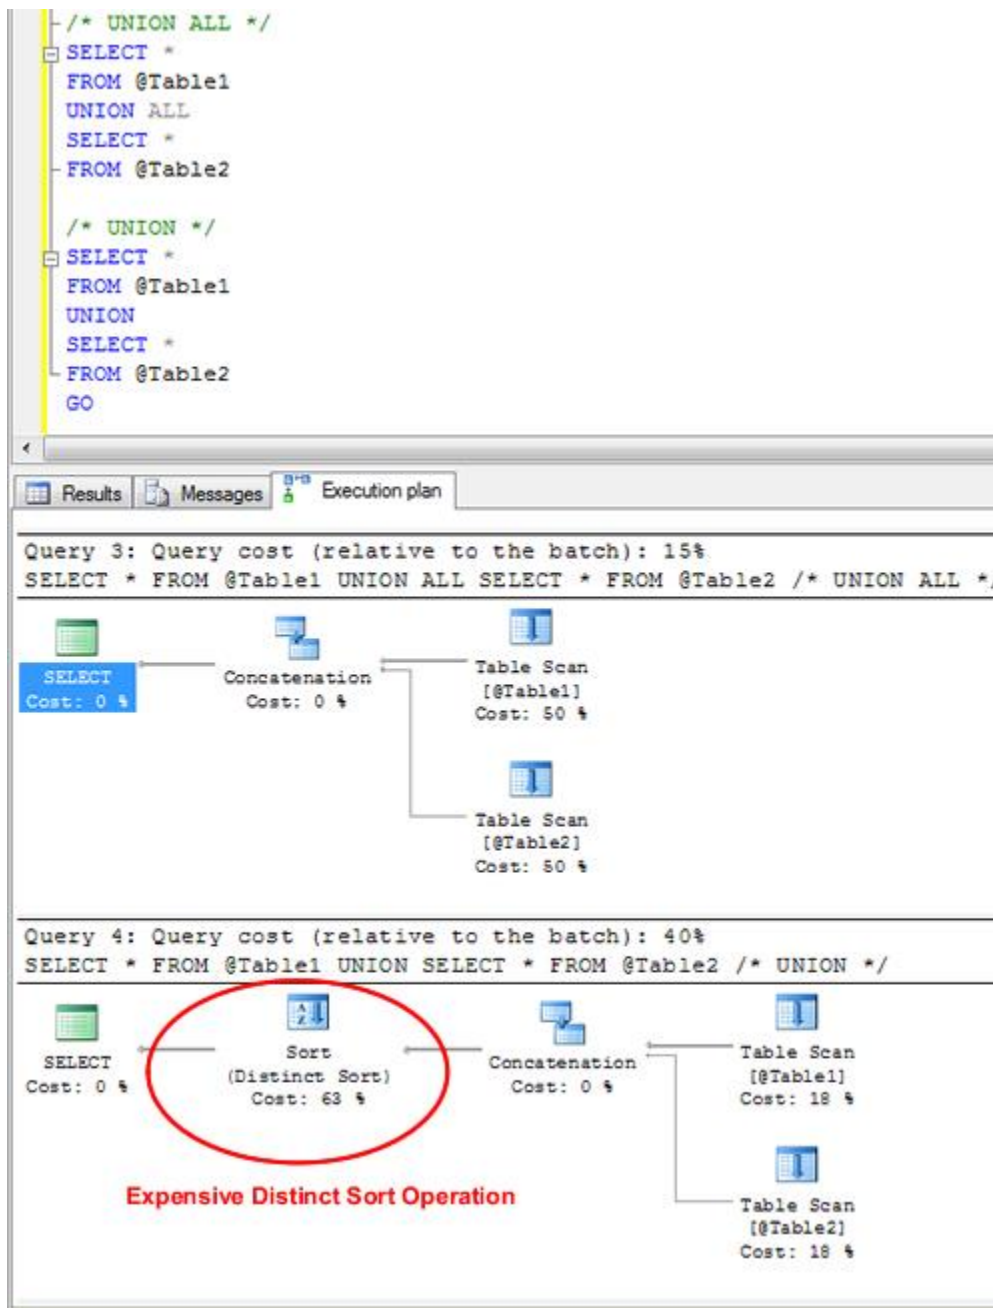 /* UNION ALL */
SELECT *
FROM @Table1
UNION ALL
SELECT *
FROM @Table2
/* UNION */
SELECT *
FROM @Table1
UNION
SELECT *
FROM @Table2
GO
Results Messages Execution plan
Query 3: Query cost (relative to the batch): 15%
SELECT * FROM @Table1 UNION ALL SELECT * FROM @Table2 /* UNION ALL */
SELECT
Cost: 0 %
Concatenation
Cost: 0 %
Table Scan
[@Table1]
Cost: 50 %
Table Scan
[@Table2]
Cost: 50 %
Query 4: Query cost (relative to the batch): 40%
SELECT * FROM @Table1 UNION SELECT * FROM @Table2 /* UNION */
SELECT
Cost: 0 %
Sort
(Distinct Sort)
Cost: 63 %
Concatenation
Cost: 0 %
Table Scan
[@Table1]
Cost: 18 %
Expensive Distinct Sort Operation
Table Scan
[@Table2]
Cost: 18 %